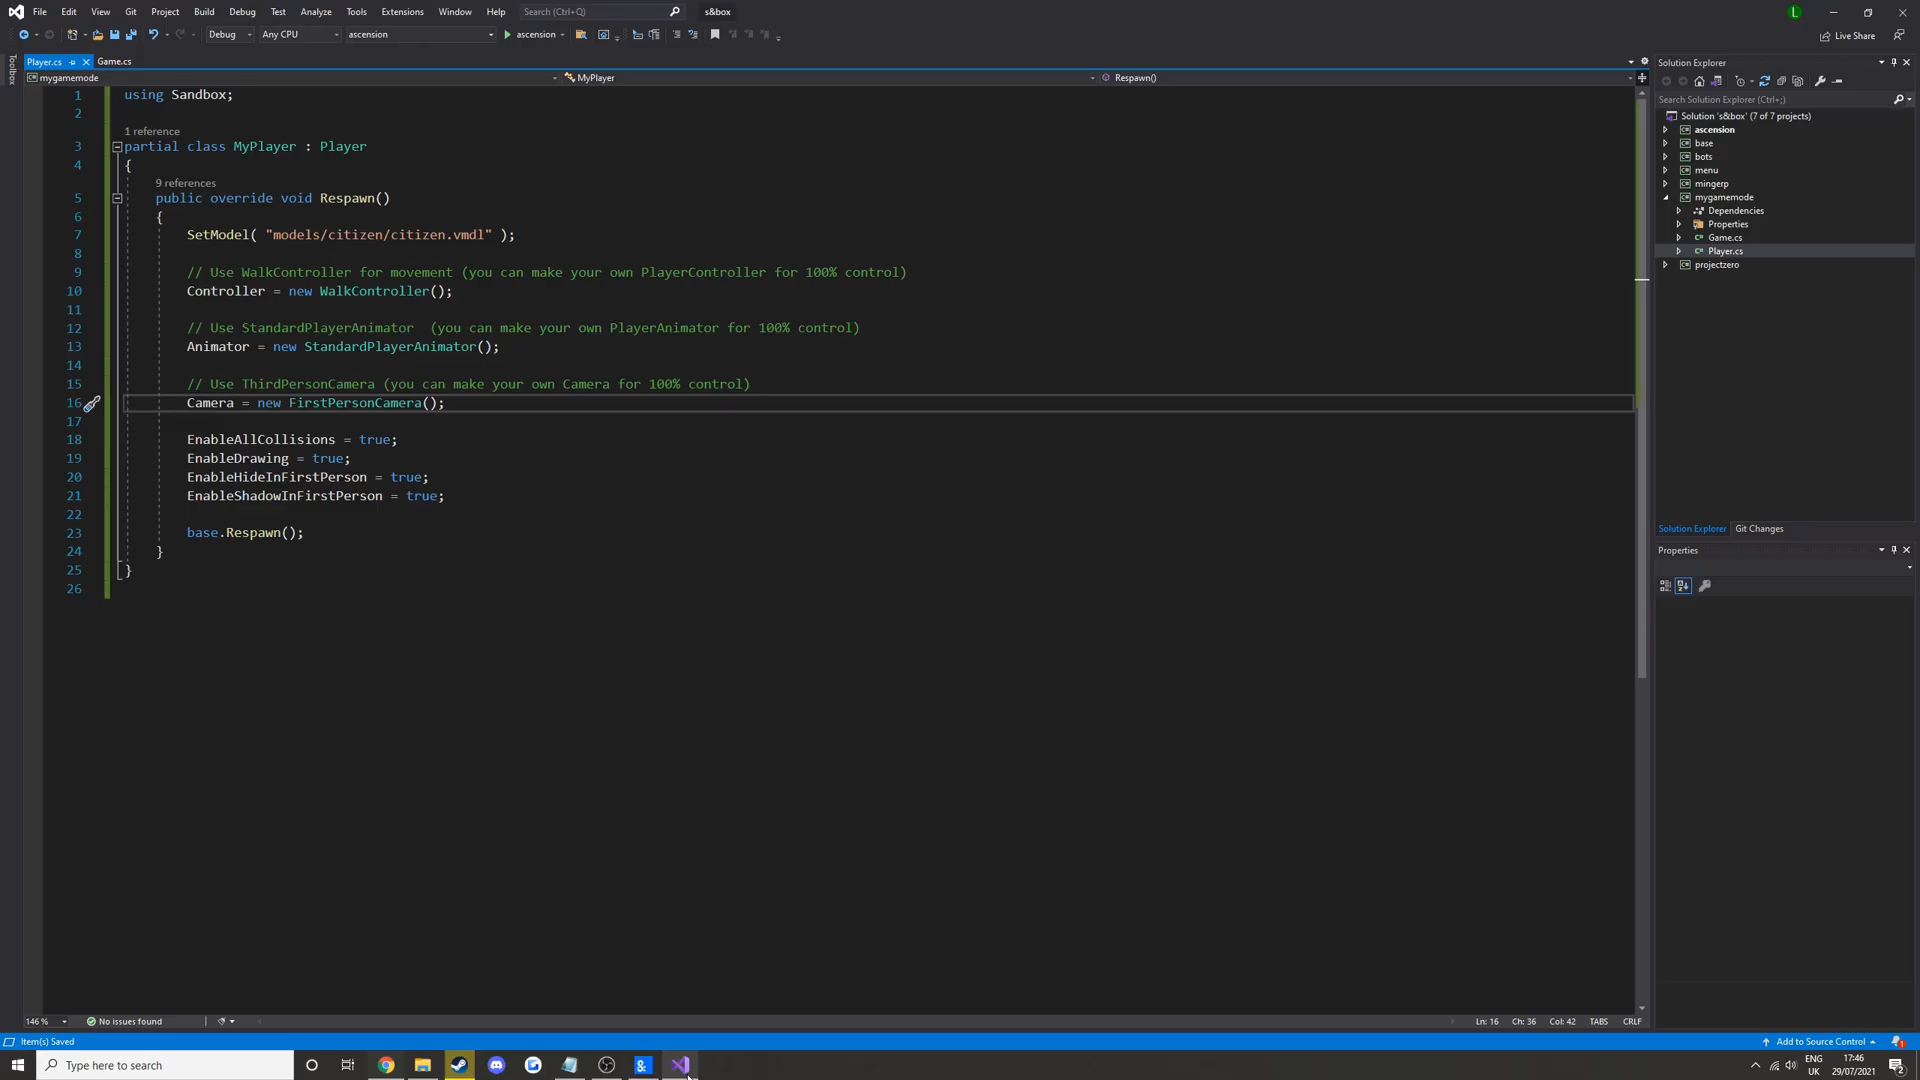 File Edit View Git Project Build Debug Test Analyze Tools Extensions Window Help Search (Ctrl+Q) s&box L
Debug Any CPU ascension ascension Live Share
Toolbox
Player.cs Game.cs
mygamemode MyPlayer Respawn()
1 using Sandbox;
2
1 reference
3 partial class MyPlayer : Player
4 {
9 references
5 public override void Respawn()
6 {
7 SetModel( "models/citizen/citizen.vmdl" );
8
9 // Use WalkController for movement (you can make your own PlayerController for 100% control)
10 Controller = new WalkController();
11
12 // Use StandardPlayerAnimator  (you can make your own PlayerAnimator for 100% control)
13 Animator = new StandardPlayerAnimator();
14
15 // Use ThirdPersonCamera (you can make your own Camera for 100% control)
16 Camera = new FirstPersonCamera();
17
18 EnableAllCollisions = true;
19 EnableDrawing = true;
20 EnableHideInFirstPerson = true;
21 EnableShadowInFirstPerson = true;
22
23 base.Respawn();
24 }
25 }
26
Solution Explorer
Search Solution Explorer (Ctrl+;)
Solution 's&box' (7 of 7 projects)
ascension
base
bots
menu
mingerp
mygamemode
Dependencies
Properties
Game.cs
Player.cs
projectzero
Solution Explorer Git Changes
Properties
146 % No issues found Ln: 16 Ch: 36 Col: 42 TABS CRLF
Item(s) Saved Add to Source Control 1
Type here to search ENG UK 17:46 29/07/2021 2